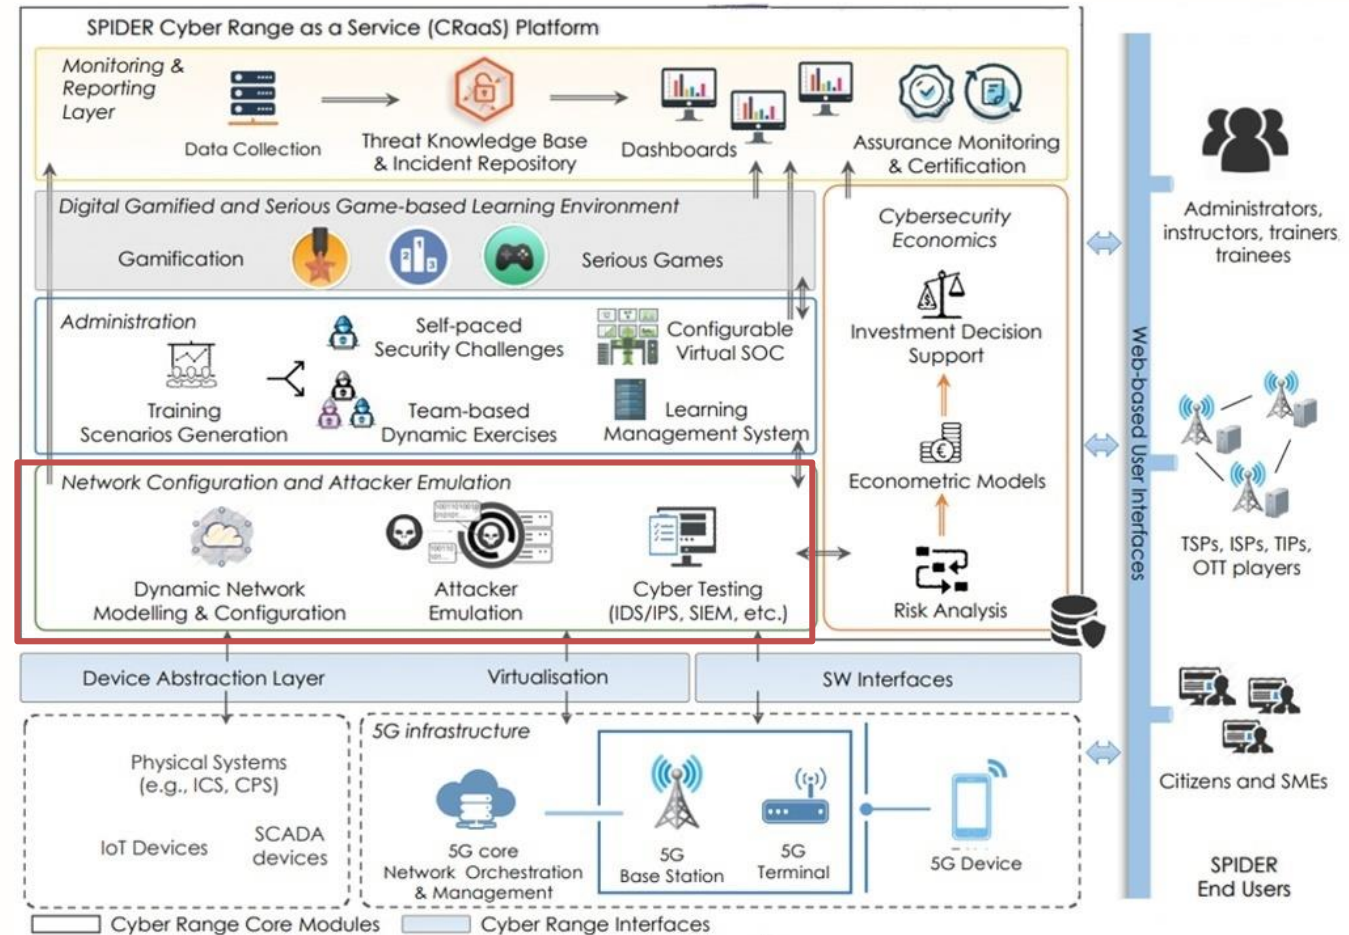 SPIDER Cyber Range as a Service (CRaaS) Platform
Monitoring &
Reporting
Layer
Data Collection
Threat Knowledge Base
& Incident Repository
Dashboards
Assurance Monitoring
& Certification
Digital Gamified and Serious Game-based Learning Environment
Gamification
1
2
3
Serious Games
Administration
Training
Scenarios Generation
Self-paced
Security Challenges
Team-based
Dynamic Exercises
Configurable
Virtual SOC
Learning
Management System
Network Configuration and Attacker Emulation
Dynamic Network
Modelling & Configuration
Attacker
Emulation
Cyber Testing
(IDS/IPS, SIEM, etc.)
Cybersecurity
Economics
$
Investment Decision
Support
€
Econometric Models
Risk Analysis
Device Abstraction Layer
Virtualisation
SW Interfaces
Physical Systems
(e.g., ICS, CPS)
IoT Devices
SCADA
devices
5G infrastructure
5G core
Network Orchestration
& Management
5G
Base Station
5G
Terminal
5G Device
Web-based User Interfaces
Administrators,
instructors, trainers,
trainees
TSPs, ISPs, TIPs,
OTT players
Citizens and SMEs
SPIDER
End Users
Cyber Range Core Modules
Cyber Range Interfaces